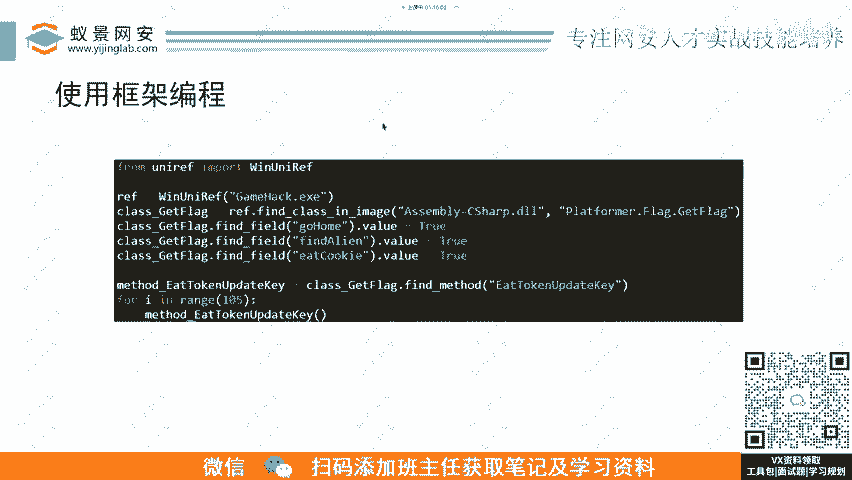 蚁景网安
www.yijinglab.com
专注网安人才实战技能培养
使用框架编程
from uniref import WinUniRef
ref = WinUniRef("GameHack.exe")
class_GetFlag = ref.find_class_in_image("Assembly-CSharp.dll", "Platformer.Flag.GetFlag")
class_GetFlag.find_field("goHome").value = True
class_GetFlag.find_field("findAlien").value = True
class_GetFlag.find_field("eatCookie").value = True
method_EatTokenUpdateKey = class_GetFlag.find_method("EatTokenUpdateKey")
for i in range(105):
method_EatTokenUpdateKey()
微信 扫码添加班主任获取笔记及学习资料
VX资料领取
工具包|面试题|学习规划